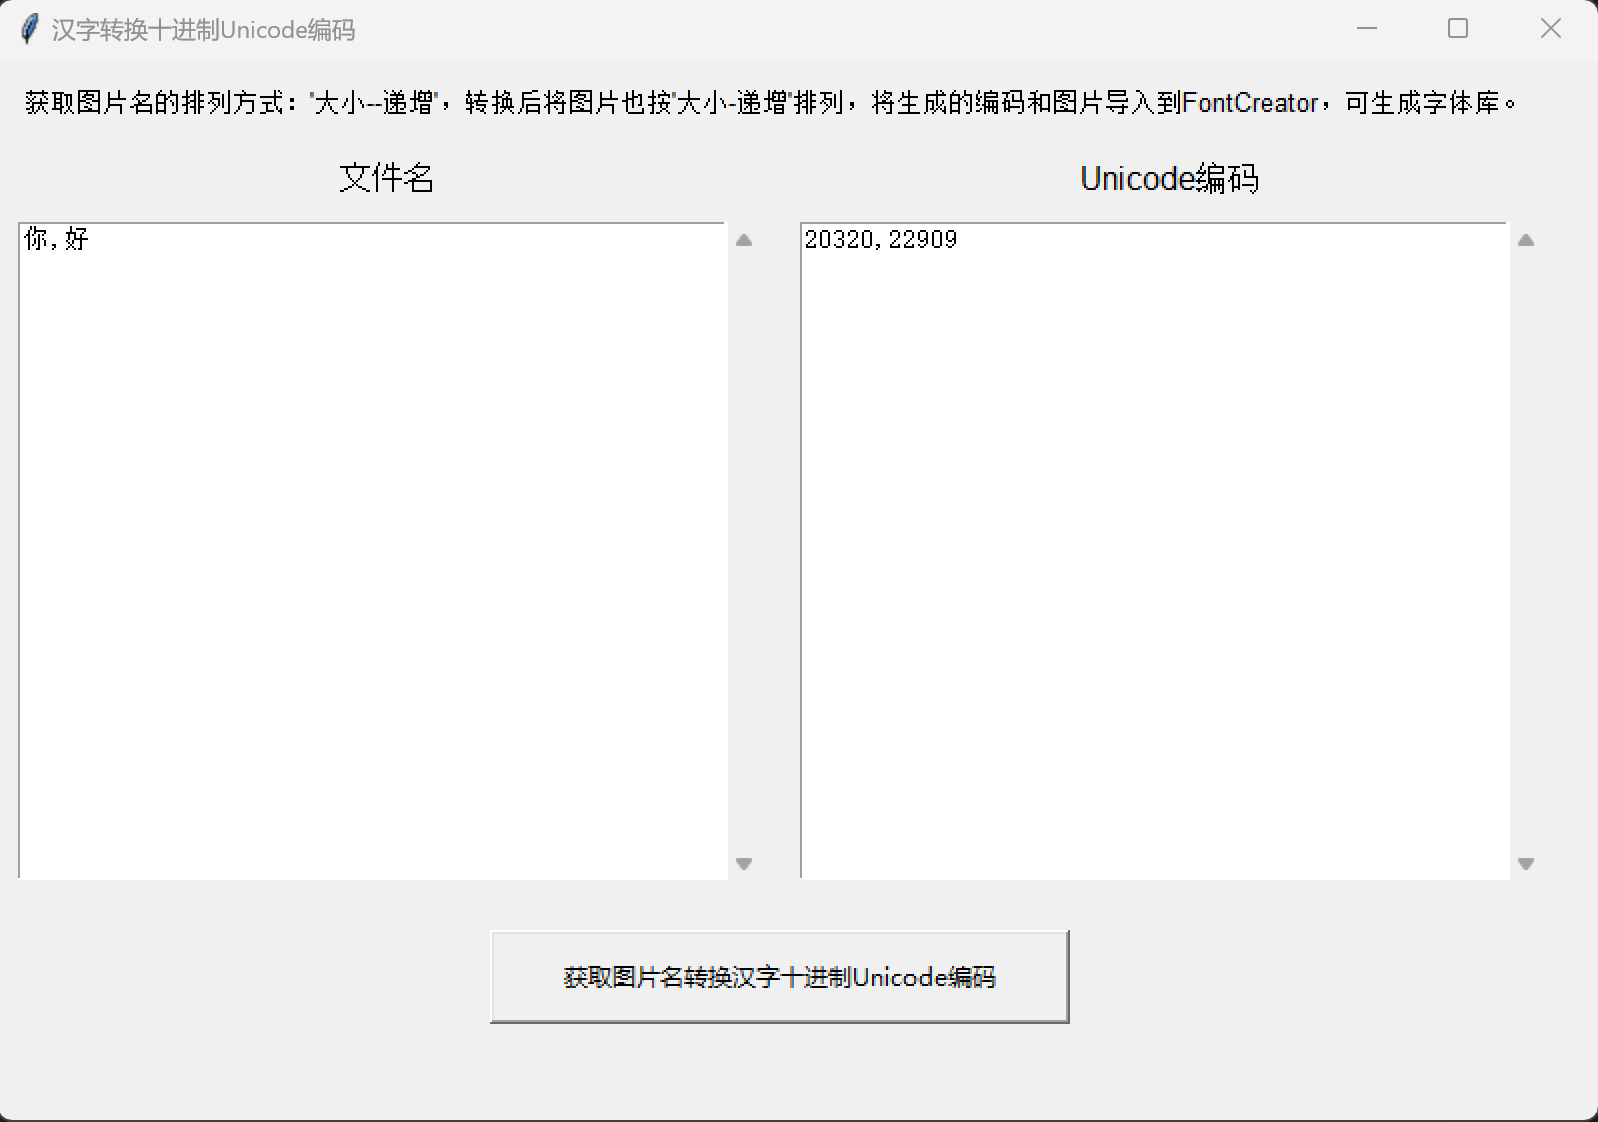 汉字转换十进制Unicode编码
获取图片名的排列方式："大小--递增"，转换后将图片也按"大小-递增"排列，将生成的编码和图片导入到FontCreator，可生成字体库。
文件名
Unicode编码
你,好
20320,22909
获取图片名转换汉字十进制Unicode编码